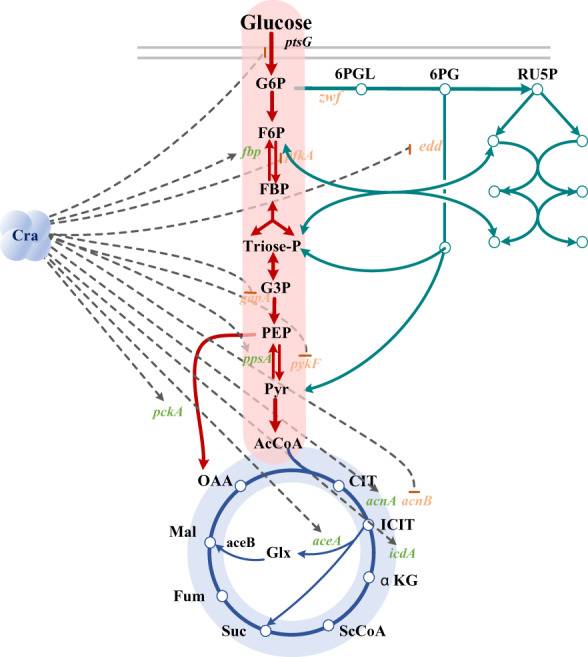 Glucose
ptsG
6PGL
6PG
RU5P
G6P
zwf
F6P
fbp
pfkA
edd
FBP
Cra
Triose-P
G3P
gapA
PEP
ppsA
pykF
Pyr
pckA
AcCoA
OAA
CIT
acnA
acnB
ICIT
Mal
aceB
aceA
icdA
Glx
α KG
Fum
Suc
ScCoA